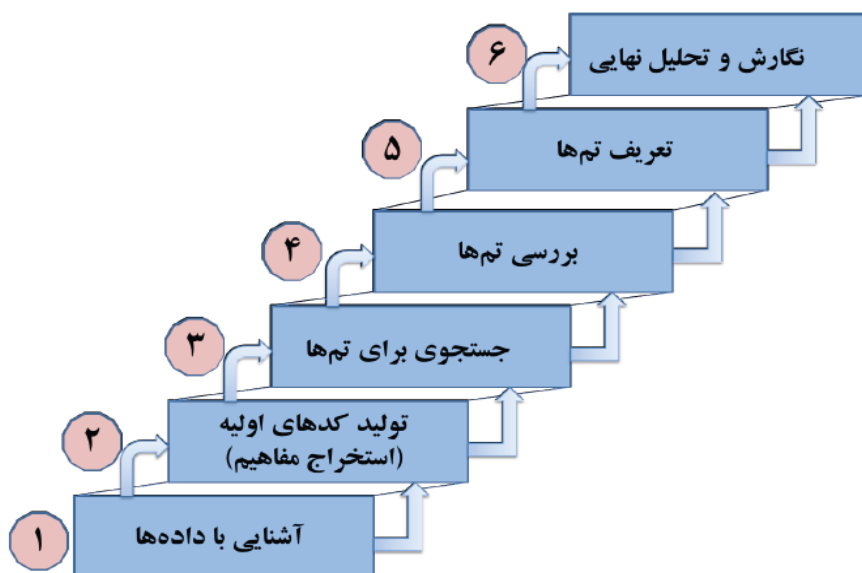 ۶
نگارش و تحلیل نهایی
۵
تعریف تم‌ها
۴
بررسی تم‌ها
۳
جستجوی برای تم‌ها
۲
تولید کدهای اولیه
(استخراج مفاهیم)
۱
آشنایی با داده‌ها